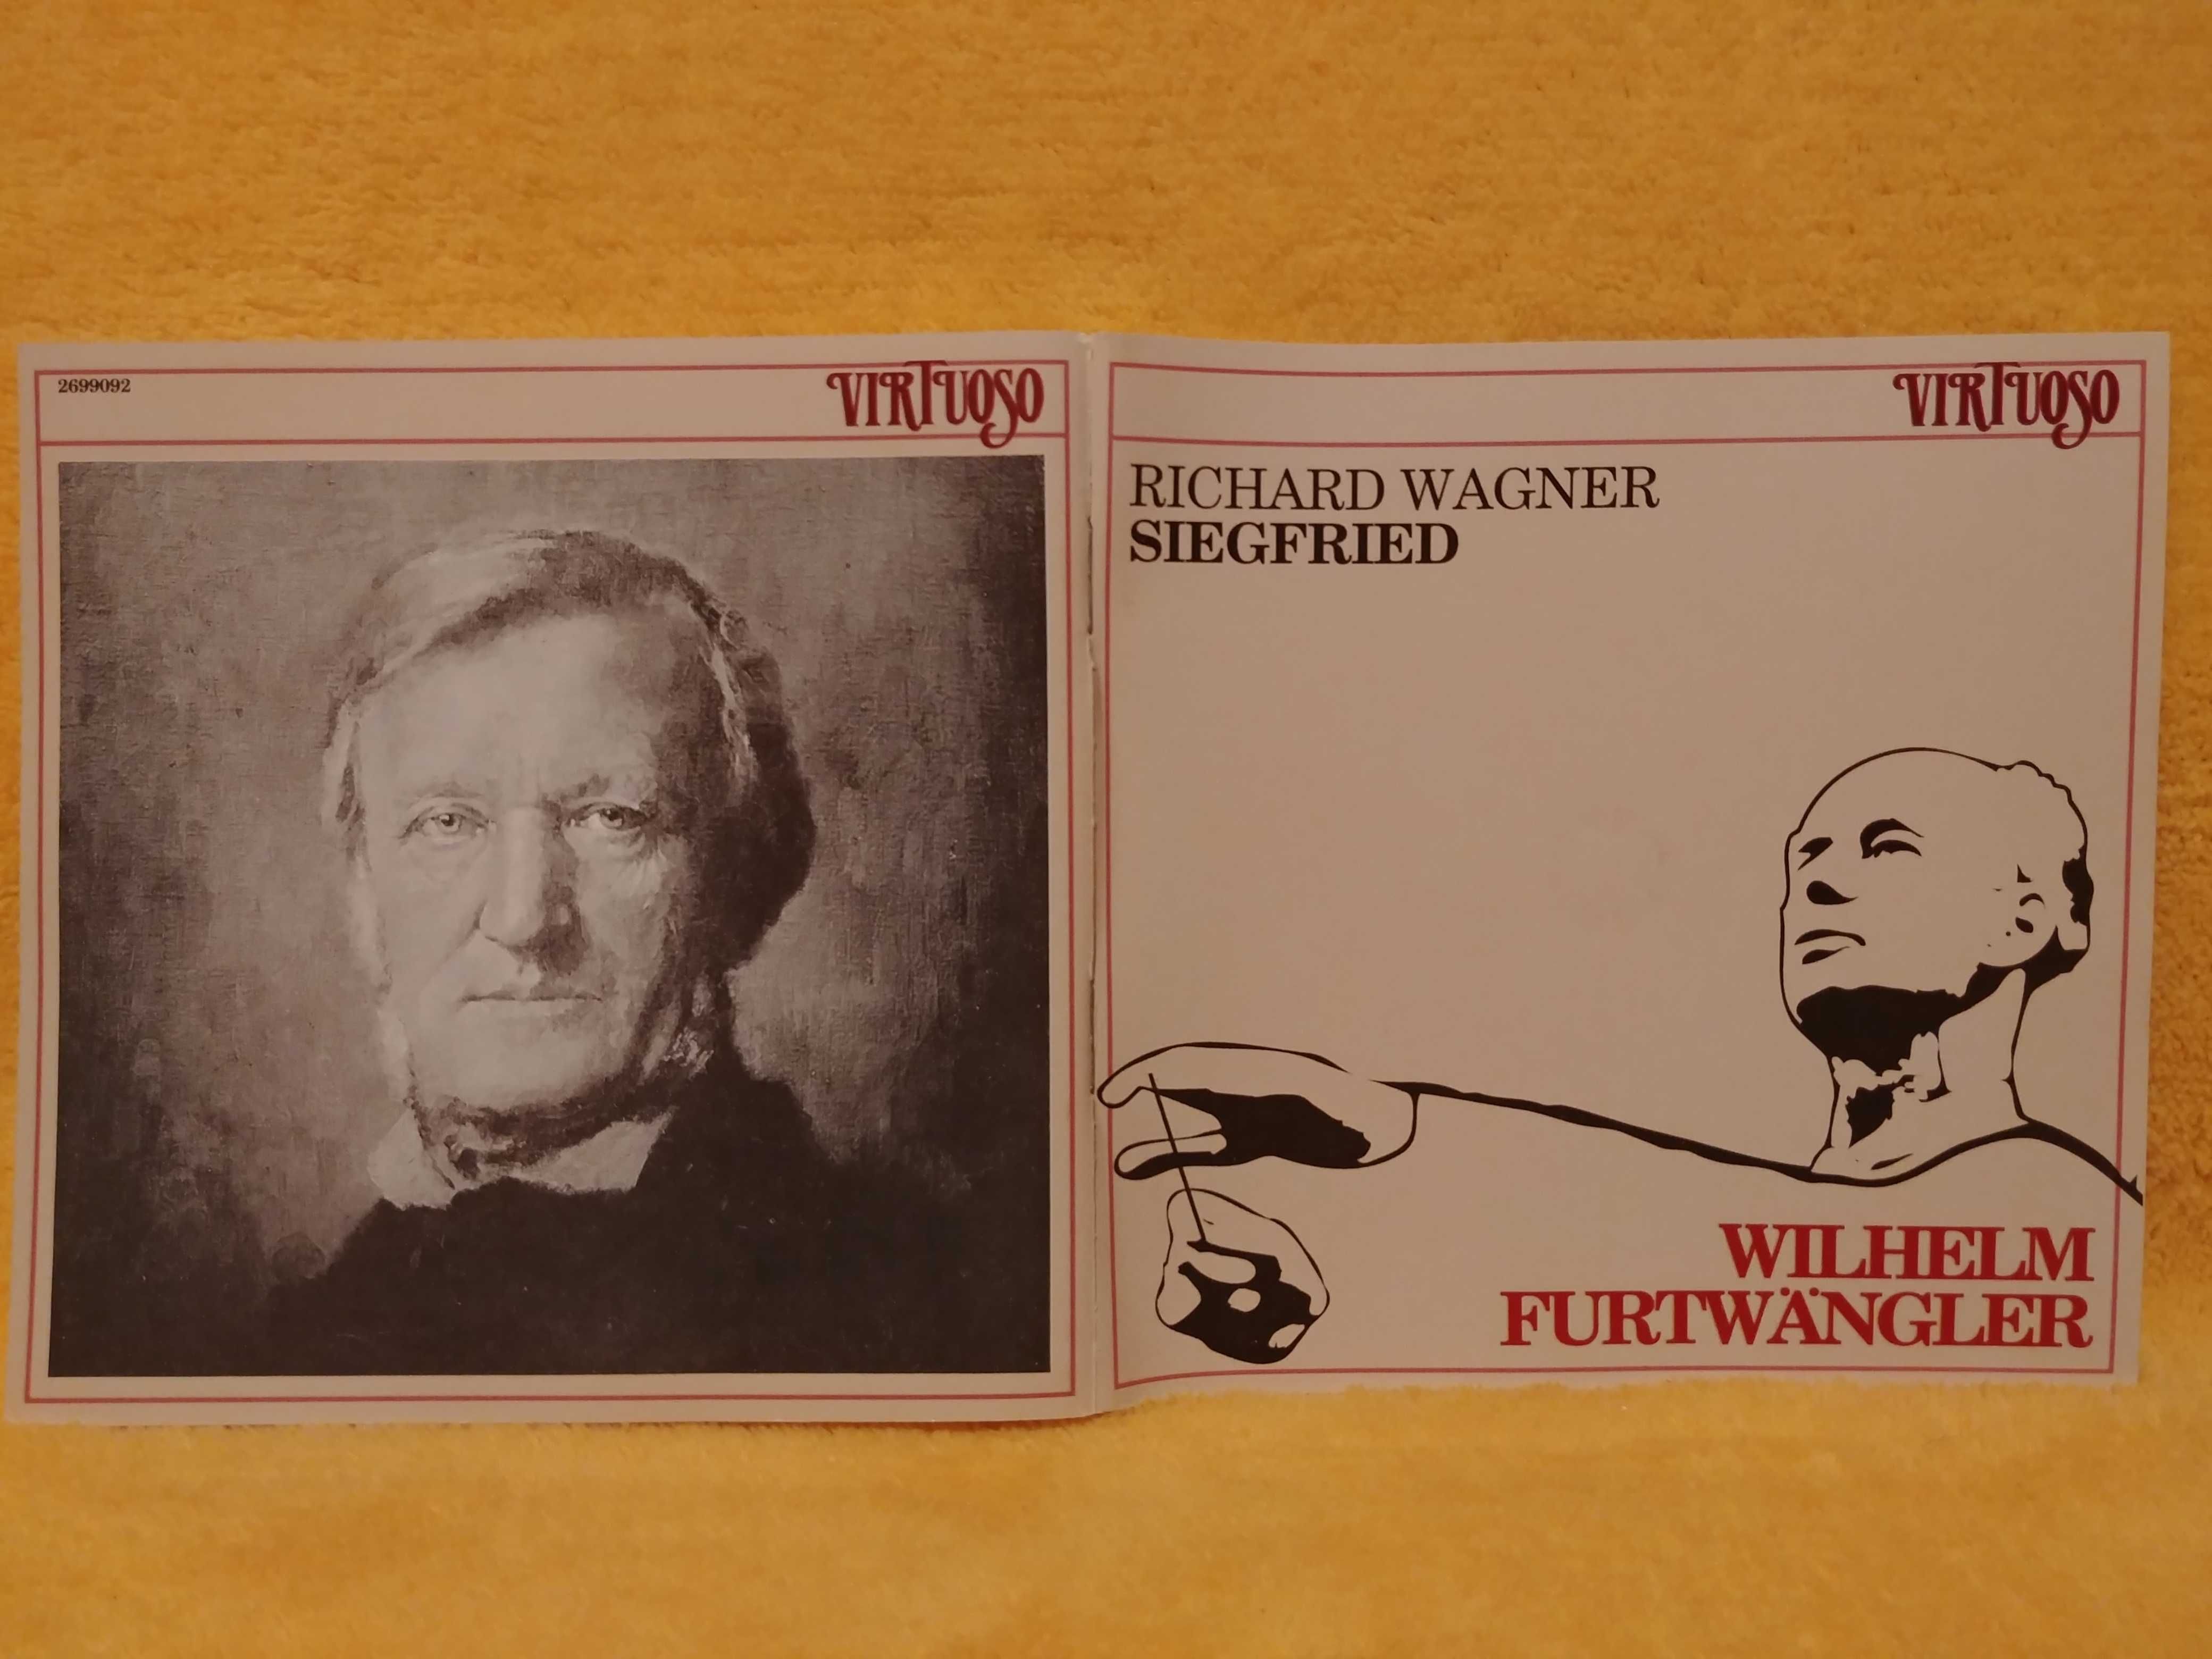 2699092
VIRTUOSO
VIRTUOSO
RICHARD WAGNER
SIEGFRIED
WILHELM
FURTWÄNGLER